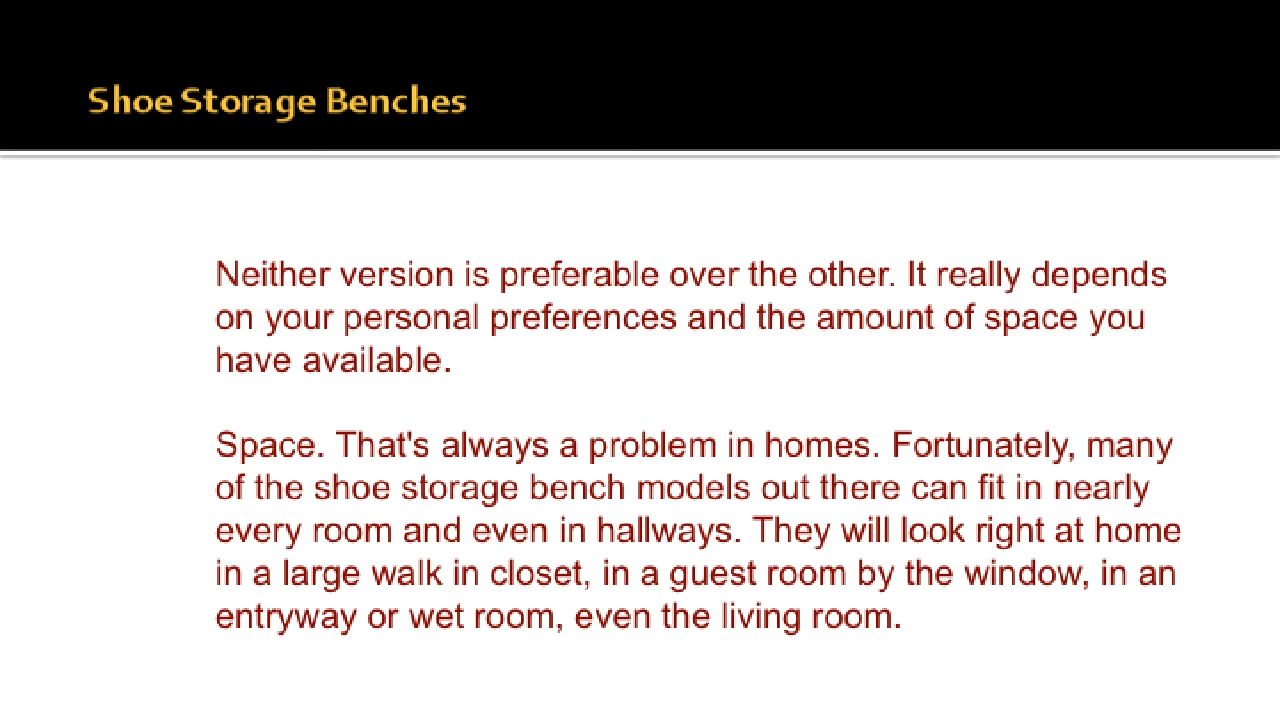 Shoe Storage Benches
Neither version is preferable over the other. It really depends
on your personal preferences and the amount of space you
have available.
Space. That's always a problem in homes. Fortunately, many
of the shoe storage bench models out there can fit in nearly
every room and even in hallways. They will look right at home
in a large walk in closet, in a guest room by the window, in an
entryway or wet room, even the living room.